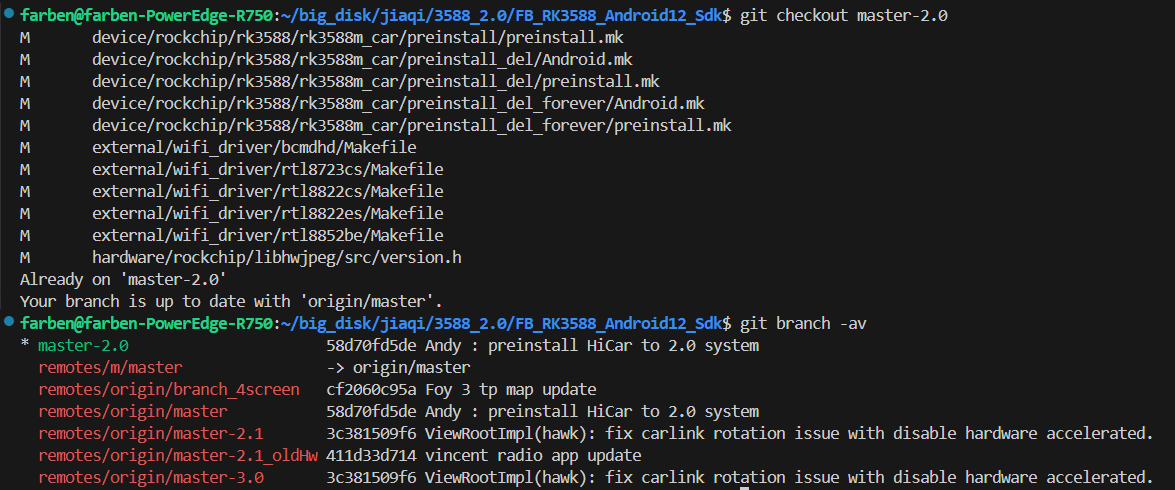 farben@farben-PowerEdge-R750:~/big_disk/jiaqi/3588_2.0/FB_RK3588_Android12_Sdk$ git checkout master-2.0
M       device/rockchip/rk3588/rk3588m_car/preinstall/preinstall.mk
M       device/rockchip/rk3588/rk3588m_car/preinstall_del/Android.mk
M       device/rockchip/rk3588/rk3588m_car/preinstall_del/preinstall.mk
M       device/rockchip/rk3588/rk3588m_car/preinstall_del_forever/Android.mk
M       device/rockchip/rk3588/rk3588m_car/preinstall_del_forever/preinstall.mk
M       external/wifi_driver/bcmdhd/Makefile
M       external/wifi_driver/rtl8723cs/Makefile
M       external/wifi_driver/rtl8822cs/Makefile
M       external/wifi_driver/rtl8822es/Makefile
M       external/wifi_driver/rtl8852be/Makefile
M       hardware/rockchip/libhwjpeg/src/version.h
Already on 'master-2.0'
Your branch is up to date with 'origin/master'.
farben@farben-PowerEdge-R750:~/big_disk/jiaqi/3588_2.0/FB_RK3588_Android12_Sdk$ git branch -av
* master-2.0                      58d70fd5de Andy : preinstall HiCar to 2.0 system
  remotes/m/master                -> origin/master
  remotes/origin/branch_4screen   cf2060c95a Foy 3 tp map update
  remotes/origin/master           58d70fd5de Andy : preinstall HiCar to 2.0 system
  remotes/origin/master-2.1       3c381509f6 ViewRootImpl(hawk): fix carlink rotation issue with disable hardware accelerated.
  remotes/origin/master-2.1_oldHw 411d33d714 vincent radio app update
  remotes/origin/master-3.0       3c381509f6 ViewRootImpl(hawk): fix carlink rotation issue with disable hardware accelerated.